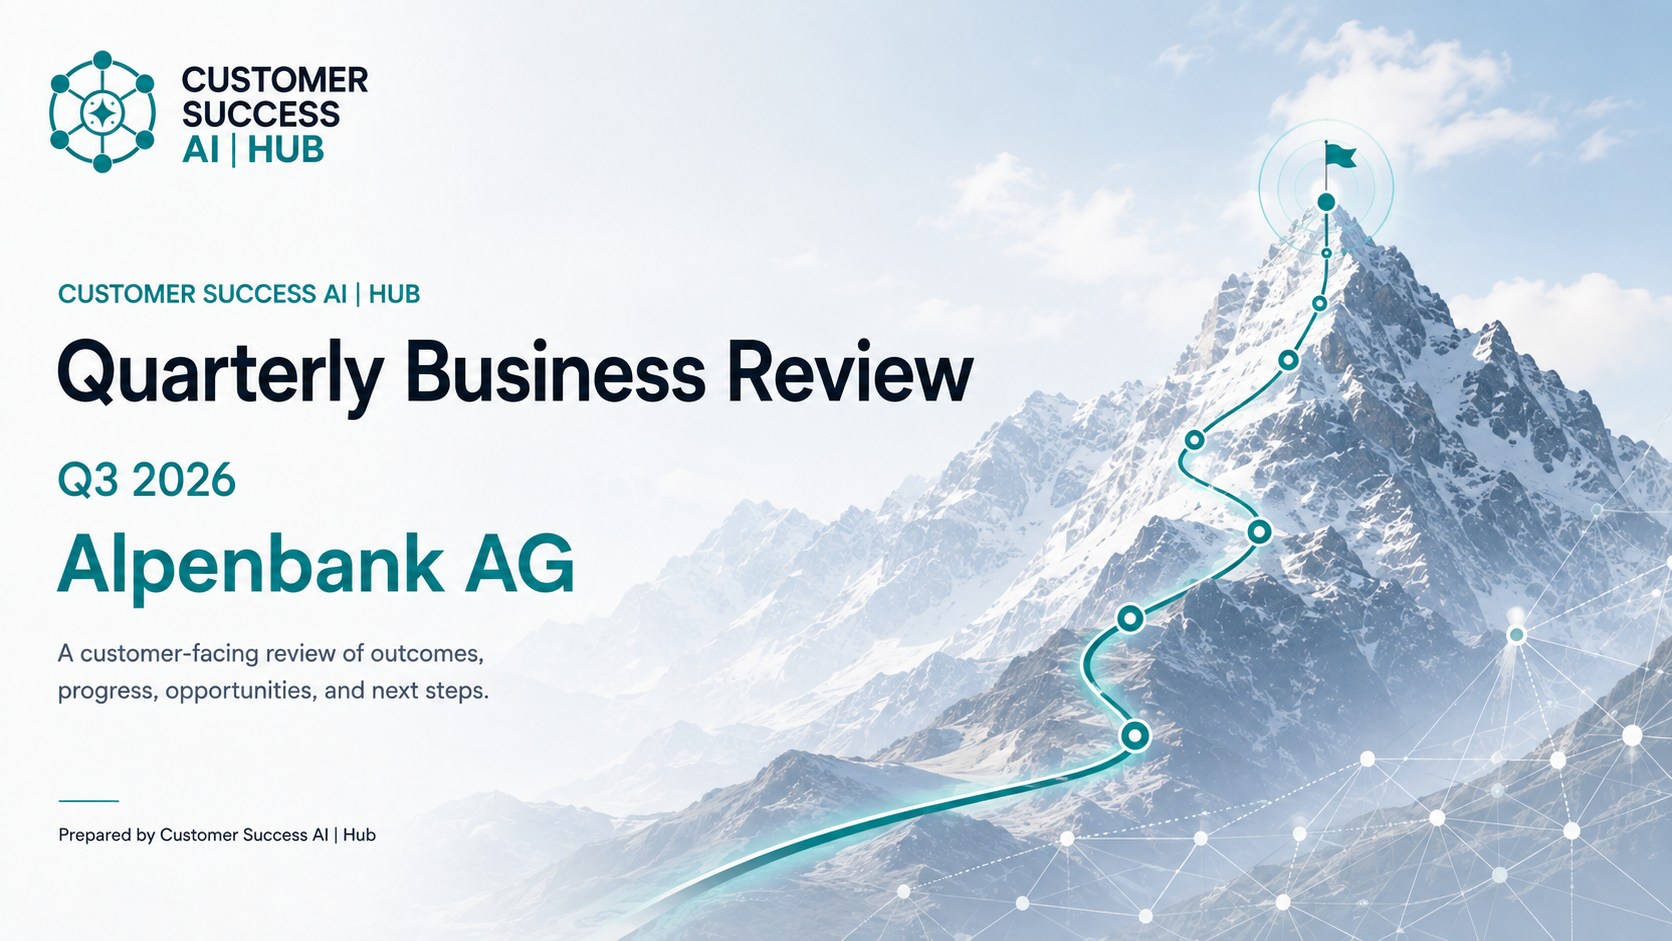 CUSTOMER
SUCCESS
AI | HUB
CUSTOMER SUCCESS AI | HUB
Quarterly Business Review
Q3 2026
Alpenbank AG
A customer-facing review of outcomes,
progress, opportunities, and next steps.
Prepared by Customer Success AI | Hub